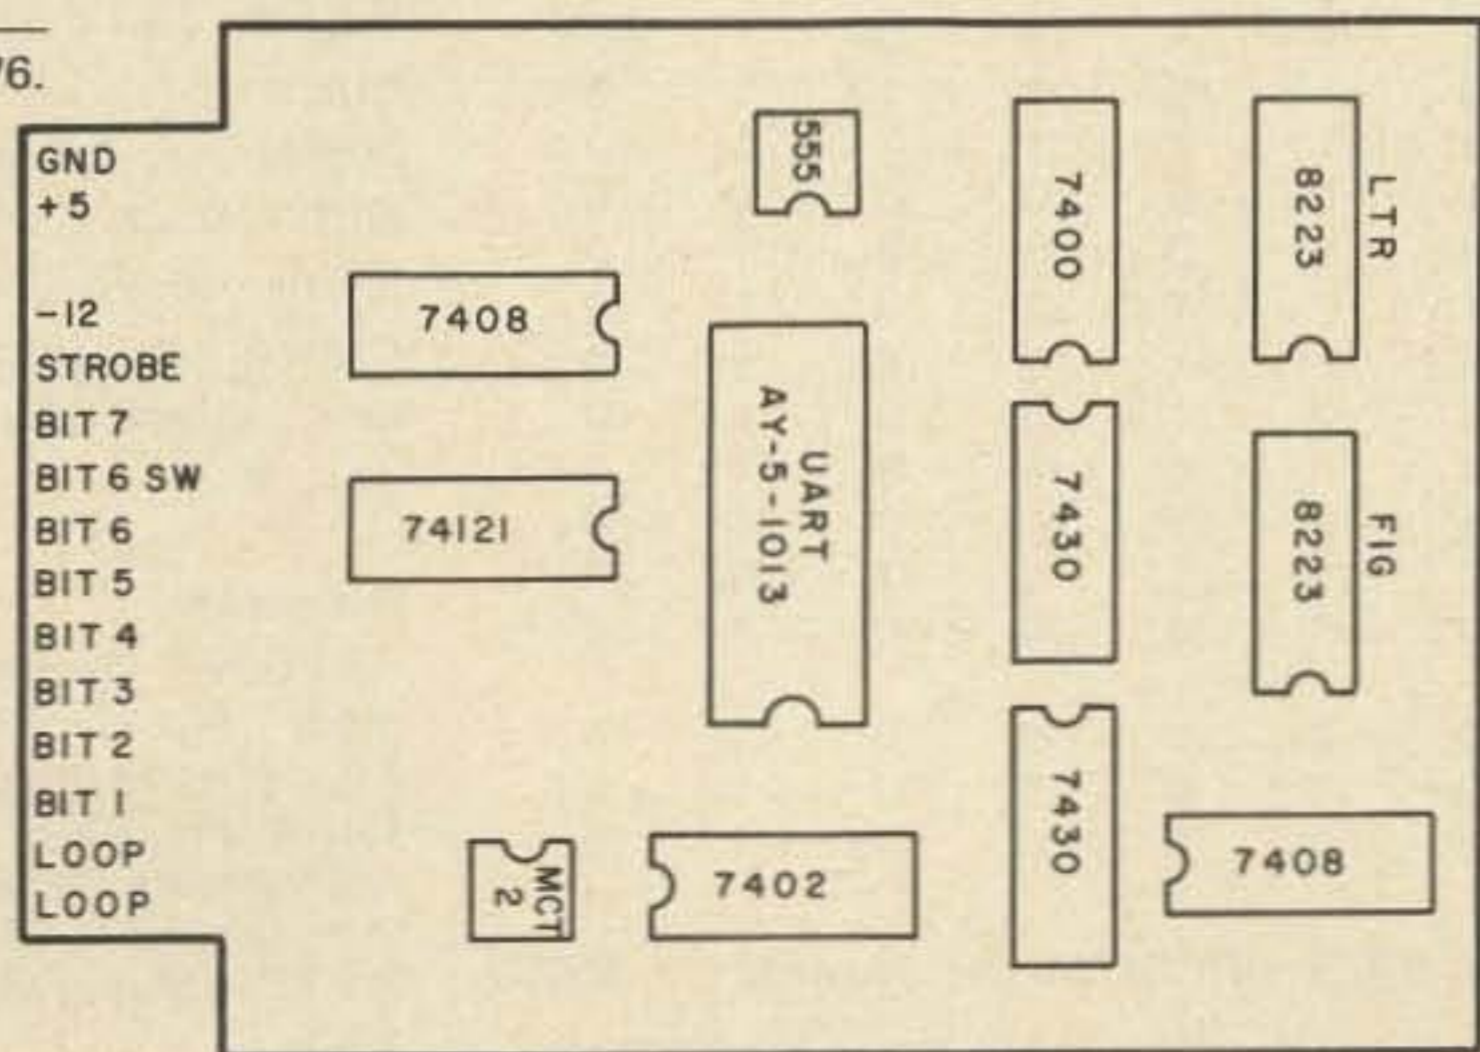 76.
GND
+5
-12
STROBE
BIT 7
BIT 6 SW
BIT 6
BIT 5
BIT 4
BIT 3
BIT 2
BIT 1
LOOP
LOOP
7408
74121
555
UART
AY-5-1013
MCT
2
7402
7400
7430
7430
8223
LTR
8223
FIG
7408